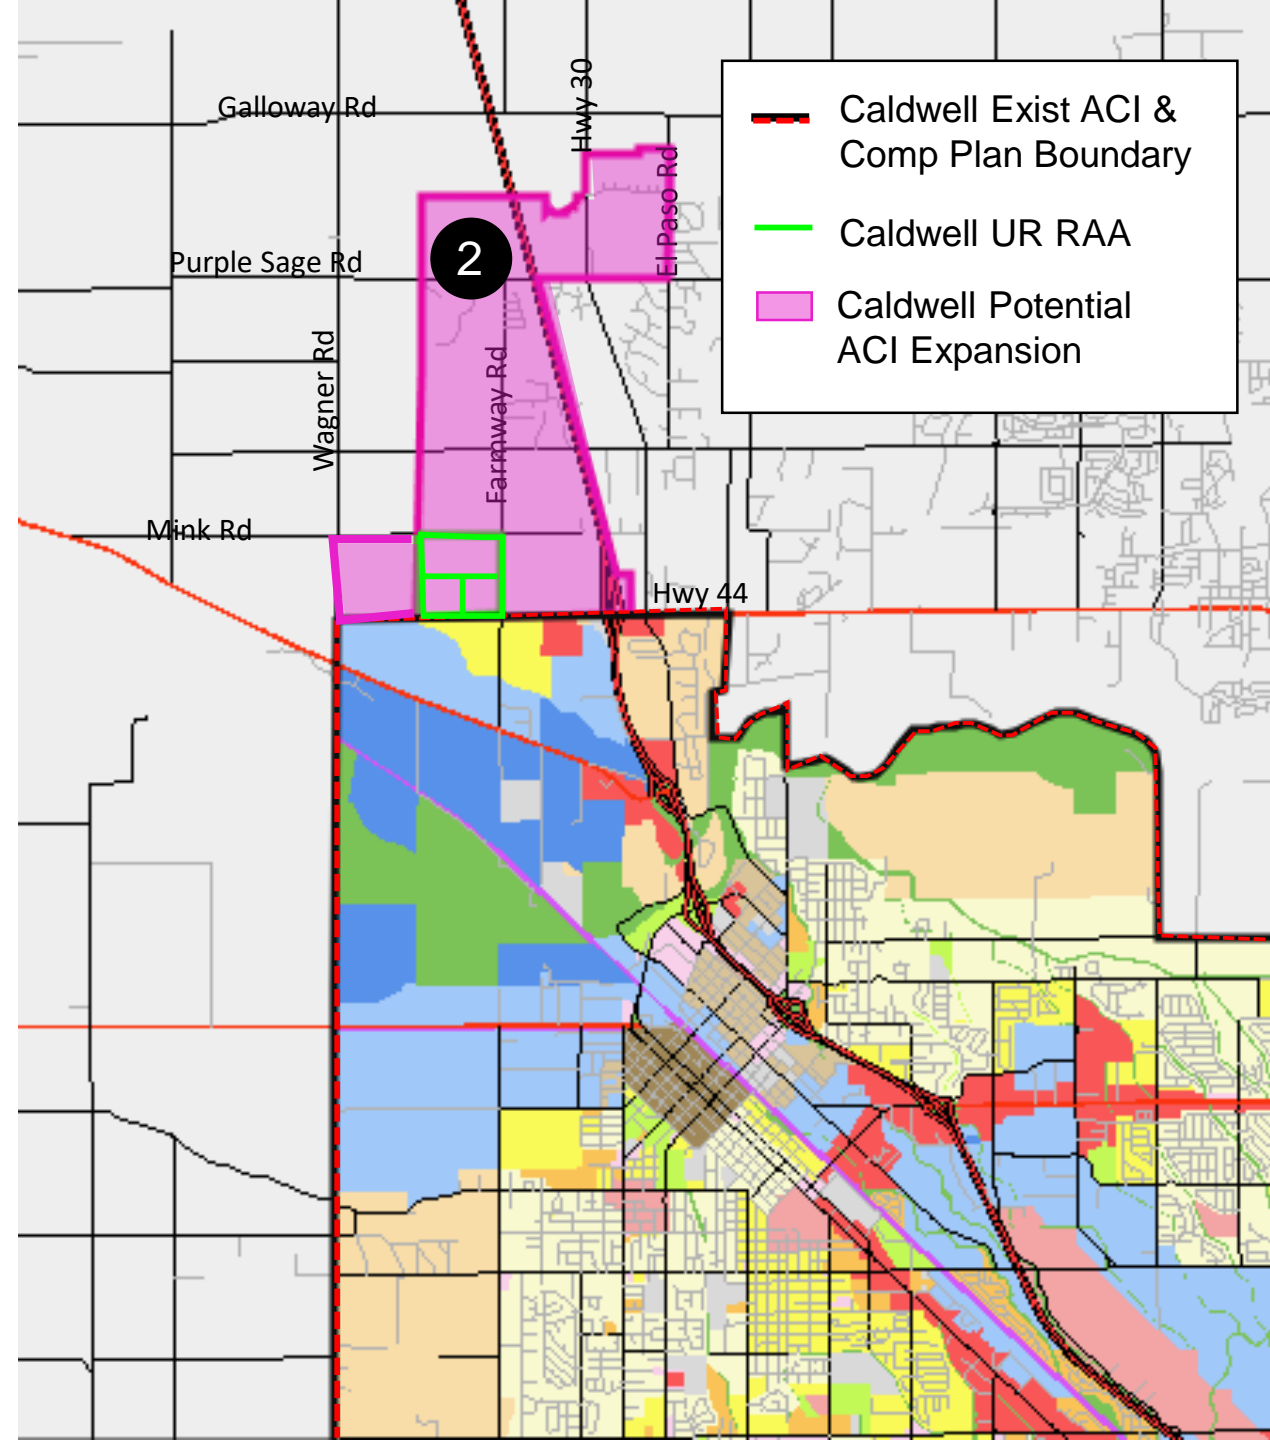 Hwy 30
Galloway Rd
Caldwell Exist ACI &
Comp Plan Boundary
El Paso Rd
Caldwell UR RAA
2
Purple Sage Rd
Caldwell Potential
ACI Expansion
Wagner Rd
Farmway Rd
Mink Rd
Hwy 44